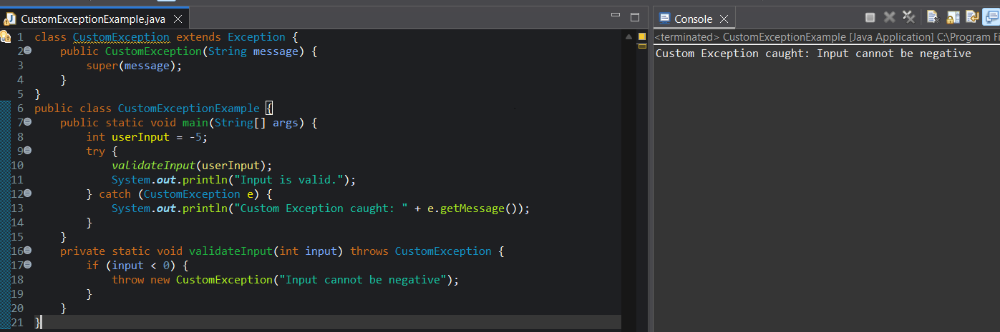 CustomExceptionExample.java
1 class CustomException extends Exception {
2     public CustomException(String message) {
3         super(message);
4     }
5 }
6 public class CustomExceptionExample {
7     public static void main(String[] args) {
8         int userInput = -5;
9         try {
10             validateInput(userInput);
11             System.out.println("Input is valid.");
12         } catch (CustomException e) {
13             System.out.println("Custom Exception caught: " + e.getMessage());
14         }
15     }
16     private static void validateInput(int input) throws CustomException {
17         if (input < 0) {
18             throw new CustomException("Input cannot be negative");
19         }
20     }
21 }
Console
<terminated> CustomExceptionExample [Java Application] C:\Program Fi
Custom Exception caught: Input cannot be negative